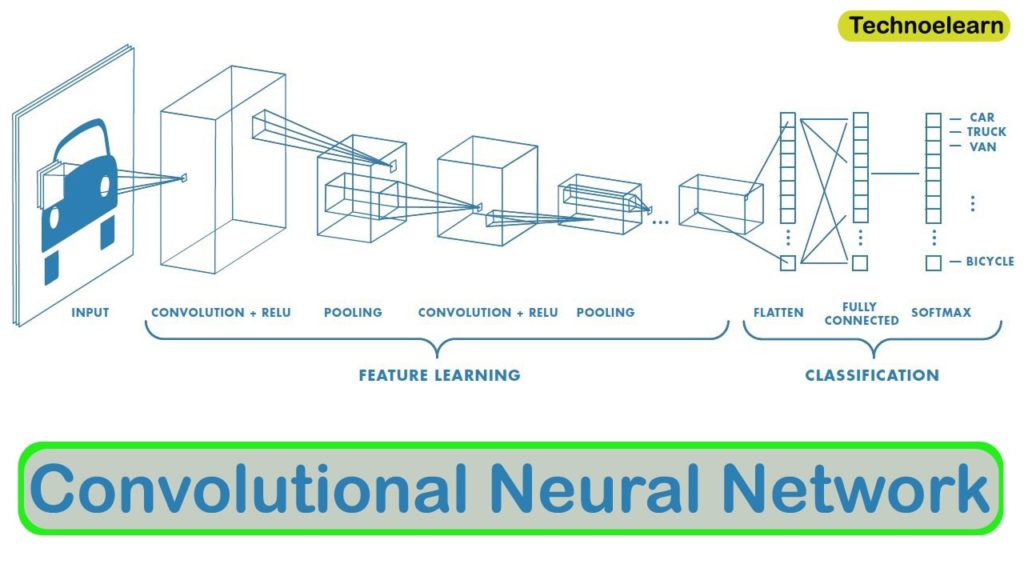 Technoelearn
CAR
TRUCK
VAN
BICYCLE
INPUT
CONVOLUTION + RELU
POOLING
CONVOLUTION + RELU
POOLING
FLATTEN
FULLY
CONNECTED
SOFTMAX
FEATURE LEARNING
CLASSIFICATION
Convolutional Neural Network